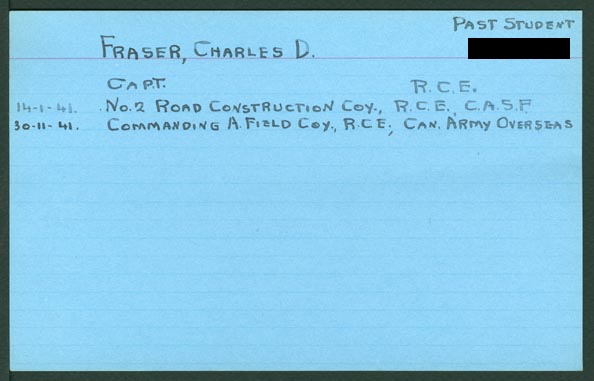 PAST STUDENT
FRASER, CHARLES D.
CAPT. R.C.E.
14-1-41. No. 2 ROAD CONSTRUCTION COY., R.C.E., C.A.S.F.
30-11-41. COMMANDING A. FIELD COY., R.C.E., CAN. ARMY OVERSEAS